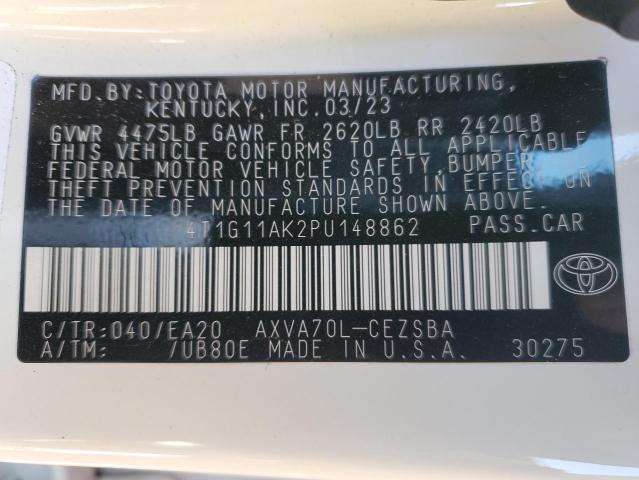 MFD.BY:TOYOTA MOTOR MANUFACTURING,
KENTUCKY,INC.03/23
GVWR 4475LB GAWR FR 2620LB RR 2420LB
THIS VEHICLE CONFORMS TO ALL APPLICABLE
FEDERAL MOTOR VEHICLE SAFETY,BUMPER,
THEFT PREVENTION STANDARDS IN EFFECT ON
THE DATE OF MANUFACTURE SHOWN ABOVE.
4T1G11AK2PU148862 PASS.CAR
C/TR:040/EA20 AXVA70L-CEZSBA
A/TM: /UB80E MADE IN U.S.A. 30275